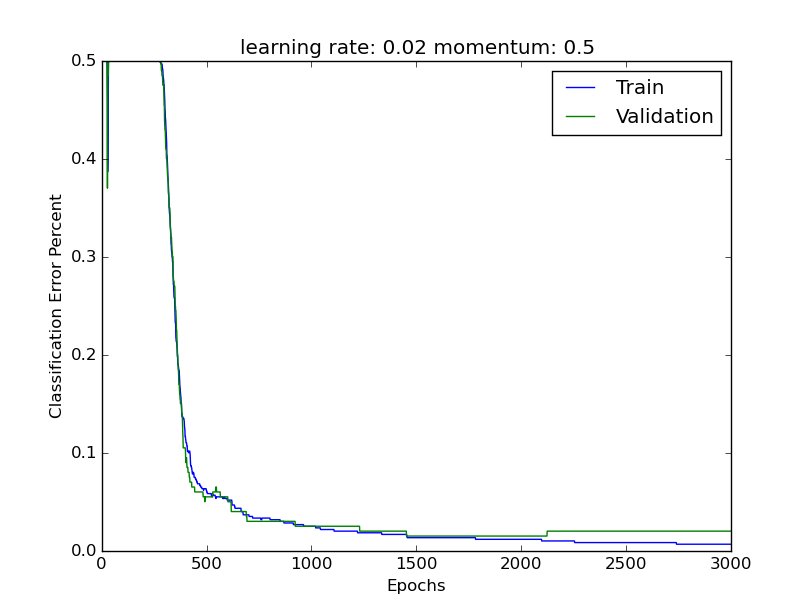 learning rate: 0.02 momentum: 0.5
Train
Validation
0.5
0.4
0.3
0.2
0.1
0.0
Classification Error Percent
0 500 1000 1500 2000 2500 3000
Epochs